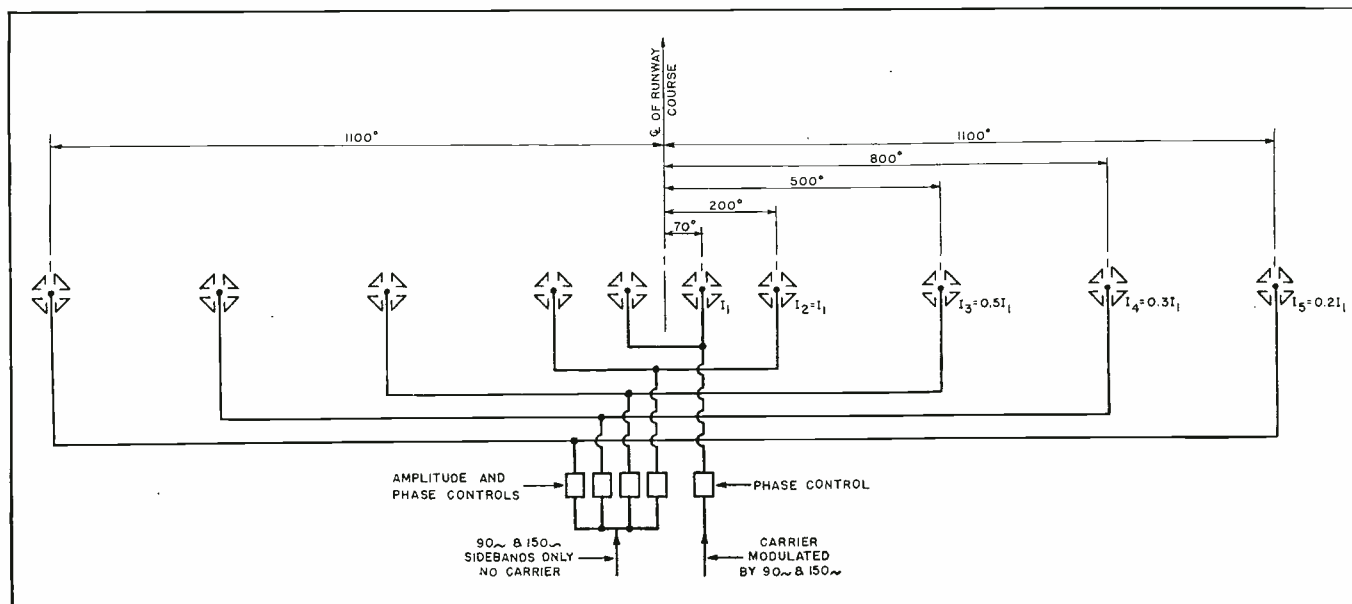 ℄ OF RUNWAY
COURSE
1100°
1100°
800°
500°
200°
70°
I₁
I₂=I₁
I₃=0.5I₁
I₄=0.3I₁
I₅=0.2I₁
AMPLITUDE AND
PHASE CONTROLS
PHASE CONTROL
90~ & 150~
SIDEBANDS ONLY
NO CARRIER
CARRIER
MODULATED
BY 90~ & 150~